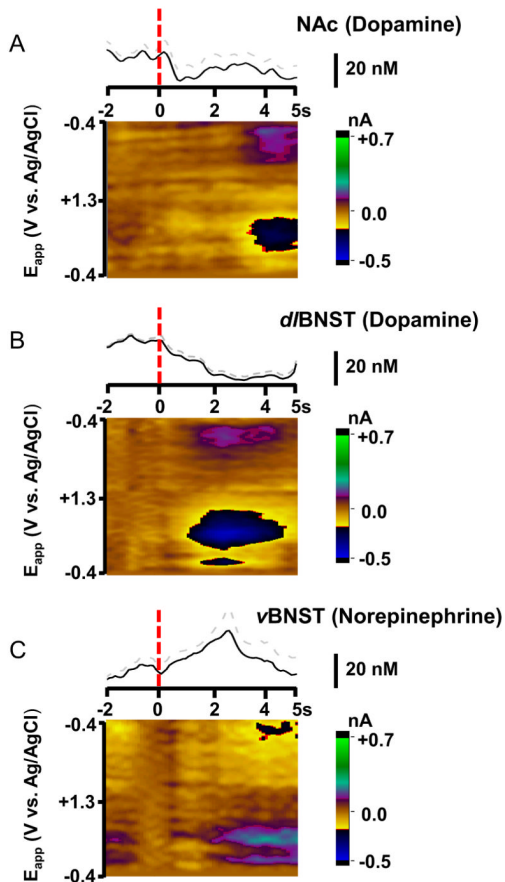 A
NAc (Dopamine)
20 nM
-2 0 2 4 5s
nA
-0.4
+1.3
-0.4
E_app (V vs. Ag/AgCl)
+0.7
0.0
-0.5
B
dlBNST (Dopamine)
20 nM
-2 0 2 4 5s
nA
-0.4
+1.3
-0.4
E_app (V vs. Ag/AgCl)
+0.7
0.0
-0.5
C
vBNST (Norepinephrine)
20 nM
-2 0 2 4 5s
nA
-0.4
+1.3
-0.4
E_app (V vs. Ag/AgCl)
+0.7
0.0
-0.5